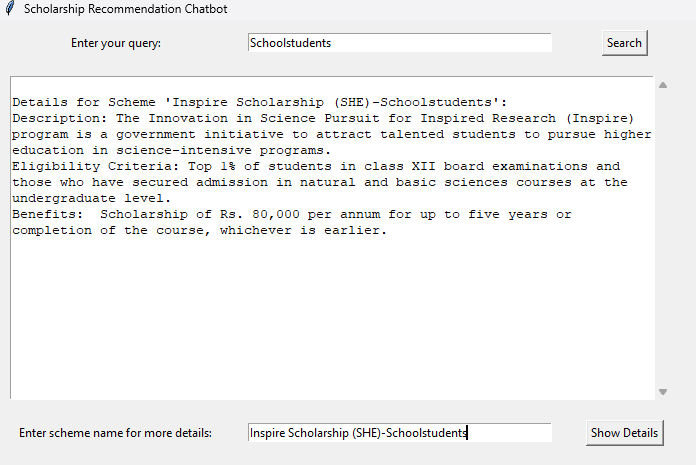 Scholarship Recommendation Chatbot
Enter your query: Schoolstudents Search
Details for Scheme 'Inspire Scholarship (SHE)-Schoolstudents':
Description: The Innovation in Science Pursuit for Inspired Research (Inspire)
program is a government initiative to attract talented students to pursue higher
education in science-intensive programs.
Eligibility Criteria: Top 1% of students in class XII board examinations and
those who have secured admission in natural and basic sciences courses at the
undergraduate level.
Benefits:  Scholarship of Rs. 80,000 per annum for up to five years or
completion of the course, whichever is earlier.
Enter scheme name for more details: Inspire Scholarship (SHE)-Schoolstudents Show Details